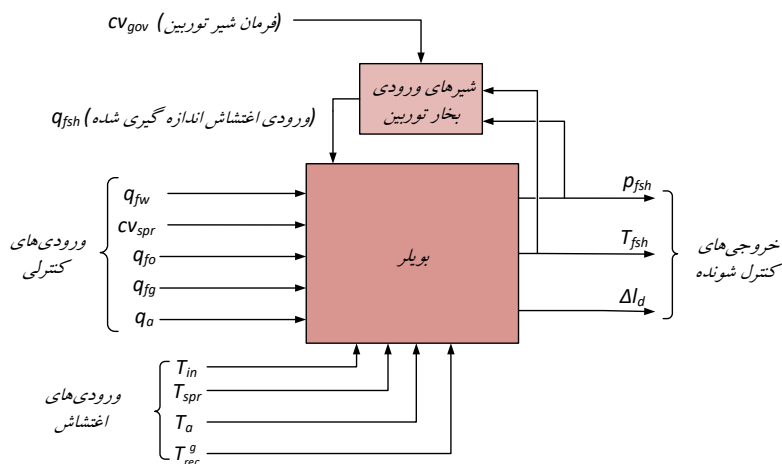 cv_gov (فرمان شیر توربین)
شیرهای ورودی
بخار توربین
q_fsh (ورودی اغتشاش اندازه گیری شده)
q_fw
cv_spr
q_fo
q_fg
q_a
ورودی‌های
کنترلی
بویلر
p_fsh
T_fsh
Δl_d
خروجی‌های
کنترل شونده
T_in
T_spr
T_a
T_rec^g
ورودی‌های
اغتشاش